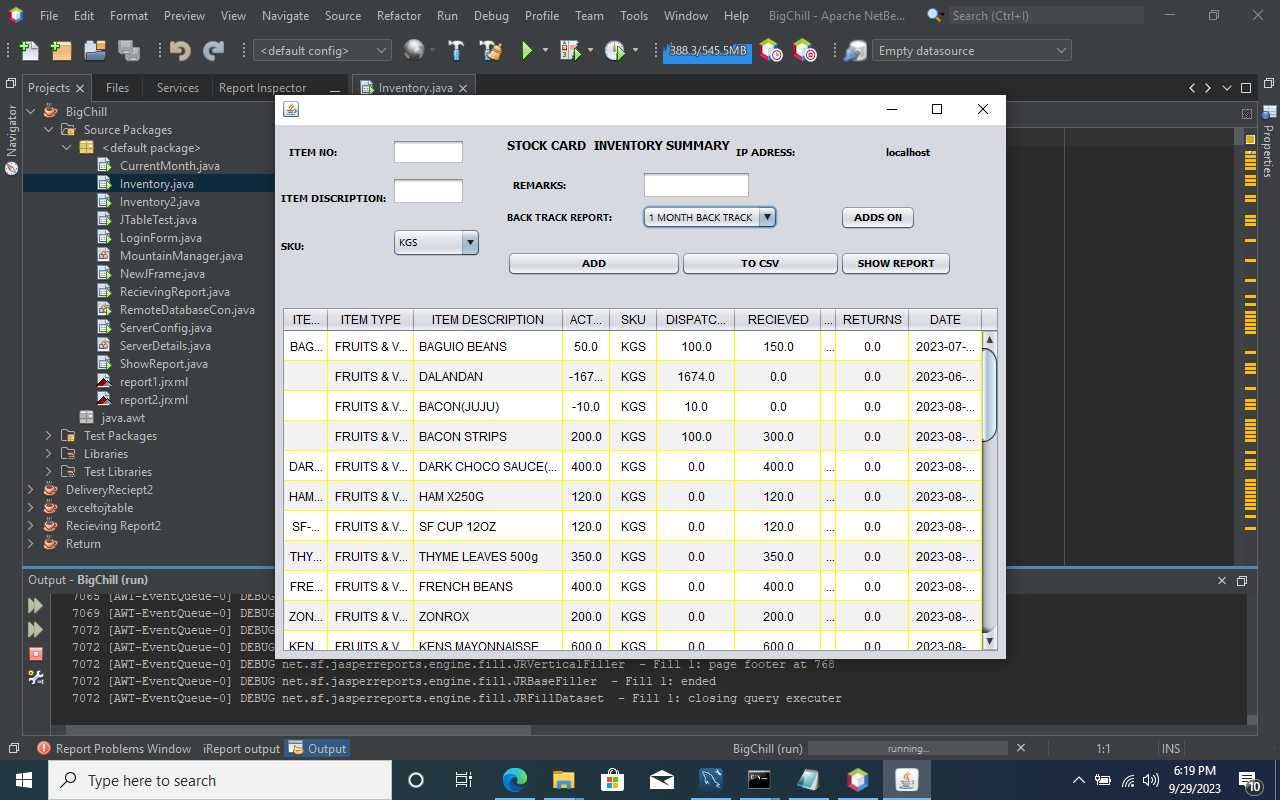 File Edit Format Preview View Navigate Source Refactor Run Debug Profile Team Tools Window Help BigChill - Apache NetBe... Search (Ctrl+I)
<default config> 388.3/545.5MB Empty datasource
Projects Files Services Report Inspector Inventory.java
Navigator
Properties
BigChill
Source Packages
<default package>
CurrentMonth.java
Inventory.java
Inventory2.java
JTableTest.java
LoginForm.java
MountainManager.java
NewJFrame.java
RecievingReport.java
RemoteDatabaseCon.java
ServerConfig.java
ServerDetails.java
ShowReport.java
report1.jrxml
report2.jrxml
java.awt
Test Packages
Libraries
Test Libraries
DeliveryReciept2
exceltojtable
Recieving Report2
Return
ITEM NO: STOCK CARD INVENTORY SUMMARY IP ADRESS: localhost
ITEM DISCRIPTION: REMARKS:
BACK TRACK REPORT: 1 MONTH BACK TRACK ADDS ON
SKU: KGS
ADD TO CSV SHOW REPORT
ITE... ITEM TYPE ITEM DESCRIPTION ACT... SKU DISPATC... RECIEVED ... RETURNS DATE
BAG... FRUITS & V... BAGUIO BEANS 50.0 KGS 100.0 150.0 ... 0.0 2023-07-...
FRUITS & V... DALANDAN -167... KGS 1674.0 0.0 0.0 2023-06-...
FRUITS & V... BACON(JUJU) -10.0 KGS 10.0 0.0 0.0 2023-08-...
FRUITS & V... BACON STRIPS 200.0 KGS 100.0 300.0 0.0 2023-08-...
DAR... FRUITS & V... DARK CHOCO SAUCE(... 400.0 KGS 0.0 400.0 ... 0.0 2023-08-...
HAM... FRUITS & V... HAM X250G 120.0 KGS 0.0 120.0 ... 0.0 2023-08-...
SF-... FRUITS & V... SF CUP 12OZ 120.0 KGS 0.0 120.0 ... 0.0 2023-08-...
THY... FRUITS & V... THYME LEAVES 500g 350.0 KGS 0.0 350.0 ... 0.0 2023-08-...
FRE... FRUITS & V... FRENCH BEANS 400.0 KGS 0.0 400.0 ... 0.0 2023-08-...
ZON... FRUITS & V... ZONROX 200.0 KGS 0.0 200.0 ... 0.0 2023-08-...
KEN... FRUITS & V... KENS MAYONNAISSE 600.0 KGS 0.0 600.0 ... 0.0 2023-08-...
Output - BigChill (run)
7065 [AWT-EventQueue-0] DEBUG
7069 [AWT-EventQueue-0] DEBUG
7072 [AWT-EventQueue-0] DEBUG
7072 [AWT-EventQueue-0] DEBUG
7072 [AWT-EventQueue-0] DEBUG net.sf.jasperreports.engine.fill.JRVerticalFiller - Fill 1: page footer at 768
7072 [AWT-EventQueue-0] DEBUG net.sf.jasperreports.engine.fill.JRBaseFiller - Fill 1: ended
7072 [AWT-EventQueue-0] DEBUG net.sf.jasperreports.engine.fill.JRFillDataset - Fill 1: closing query executer
Report Problems Window iReport output Output BigChill (run) running... 1:1 INS
Type here to search
6:19 PM
9/29/2023
10